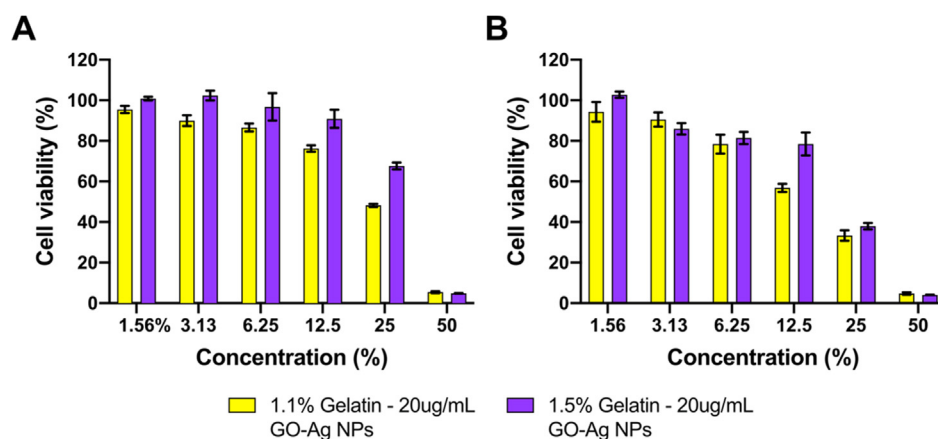 A
Cell viability (%)
120
100
80
60
40
20
0
1.56% 3.13 6.25 12.5 25 50
Concentration (%)
B
Cell viability (%)
120
100
80
60
40
20
0
1.56 3.13 6.25 12.5 25 50
Concentration (%)
1.1% Gelatin - 20ug/mL
GO-Ag NPs
1.5% Gelatin - 20ug/mL
GO-Ag NPs